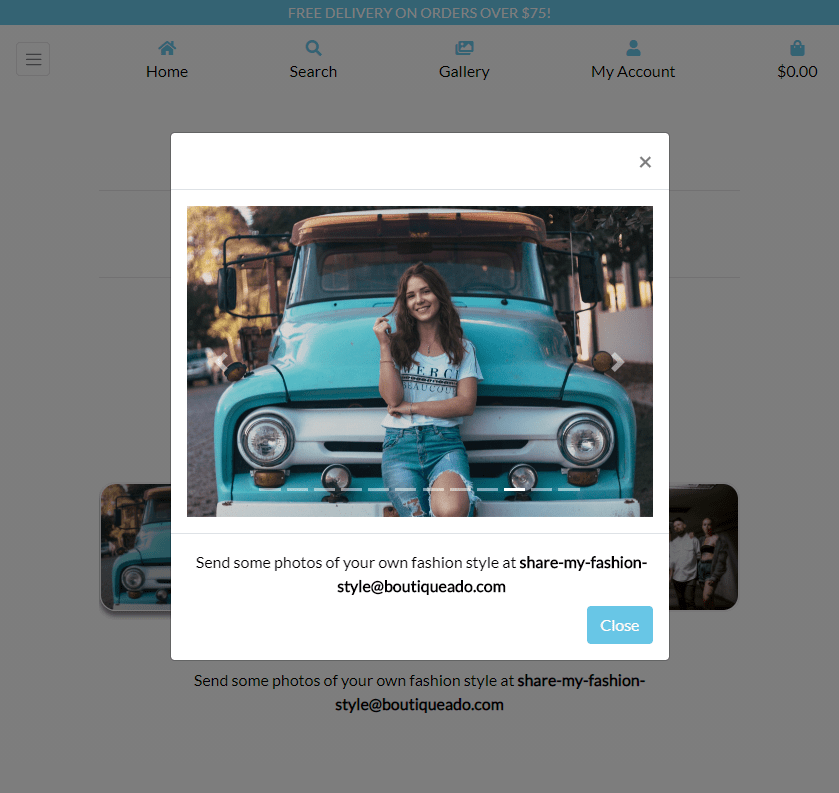 FREE DELIVERY ON ORDERS OVER $75!
Home
Search
Gallery
My Account
$0.00
×
MERCI
BEAUCOUP
Send some photos of your own fashion style at share-my-fashion-
style@boutiqueado.com
Close
Send some photos of your own fashion style at share-my-fashion-
style@boutiqueado.com